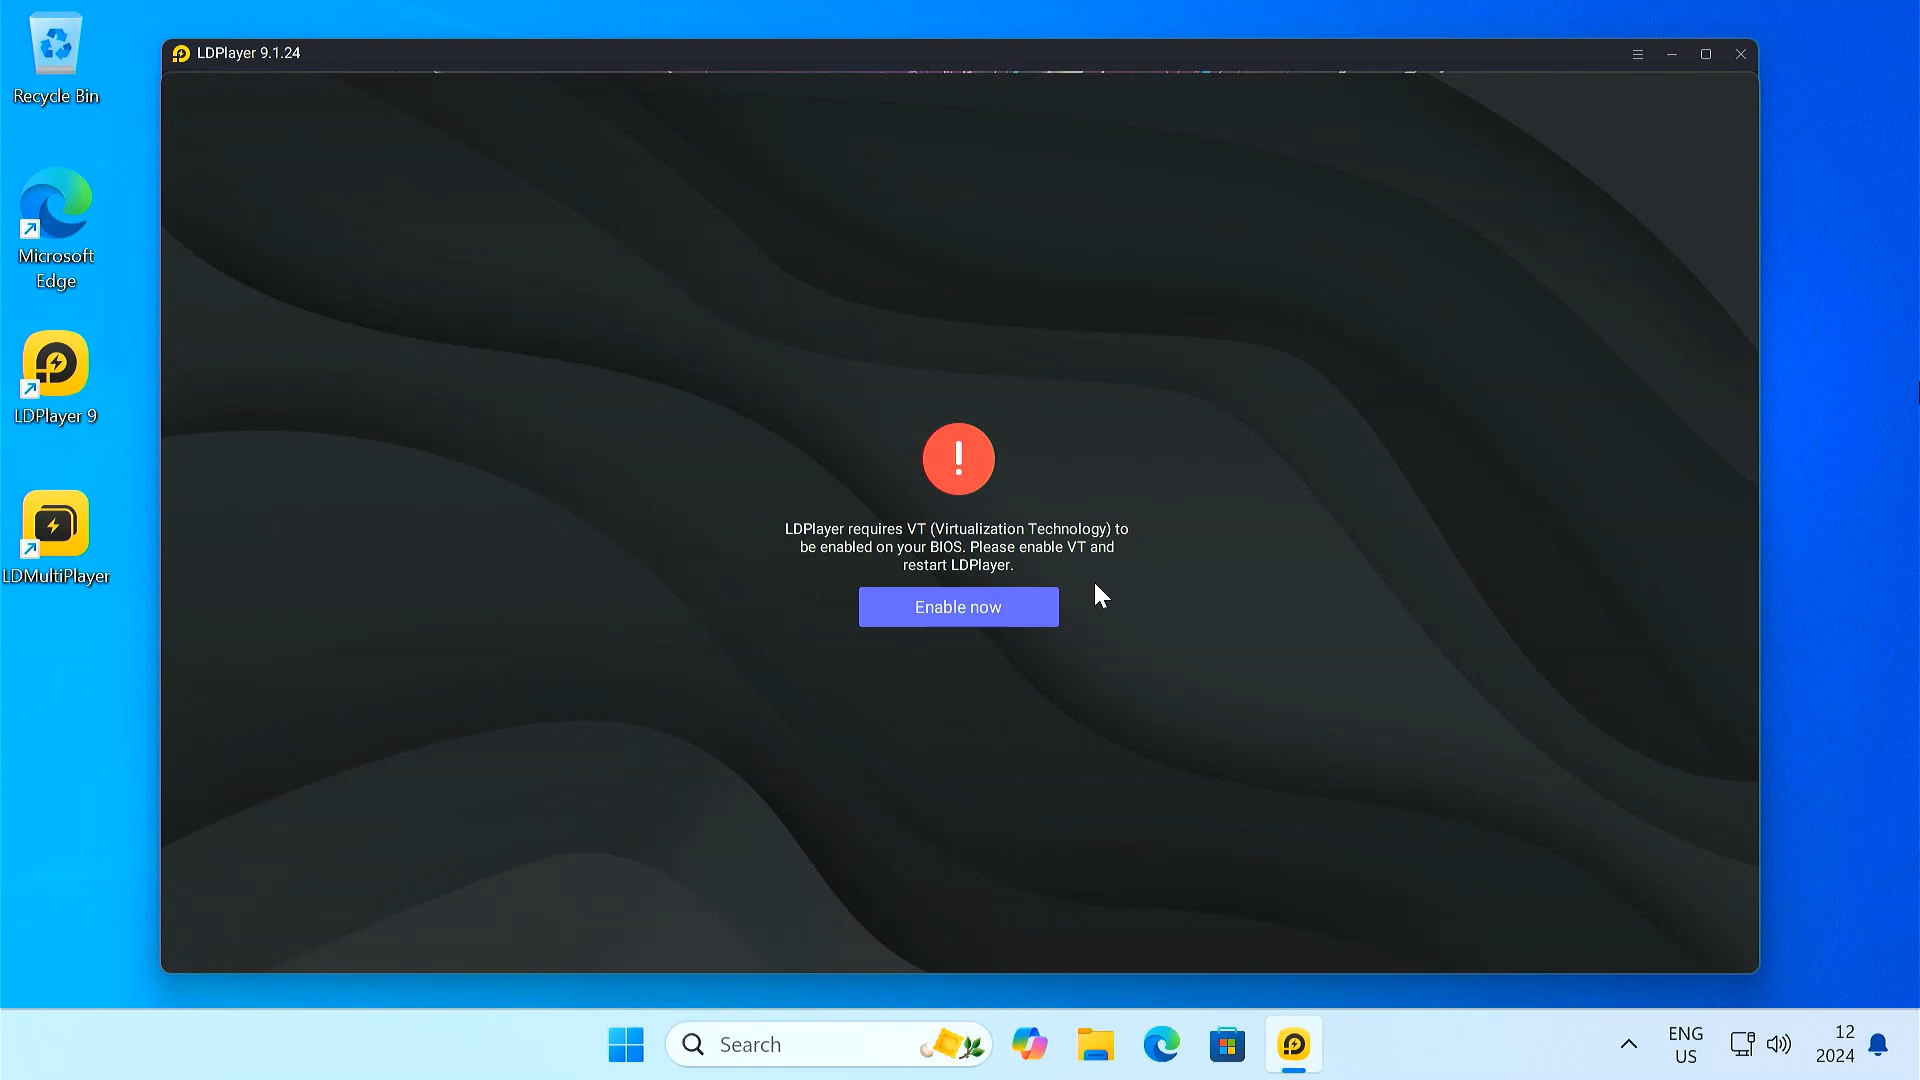 LDPlayer 9.1.24
Recycle Bin
Microsoft
Edge
LDPlayer 9
LDMultiPlayer
LDPlayer requires VT (Virtualization Technology) to
be enabled on your BIOS. Please enable VT and
restart LDPlayer.
Enable now
Search
ENG
US
12
2024